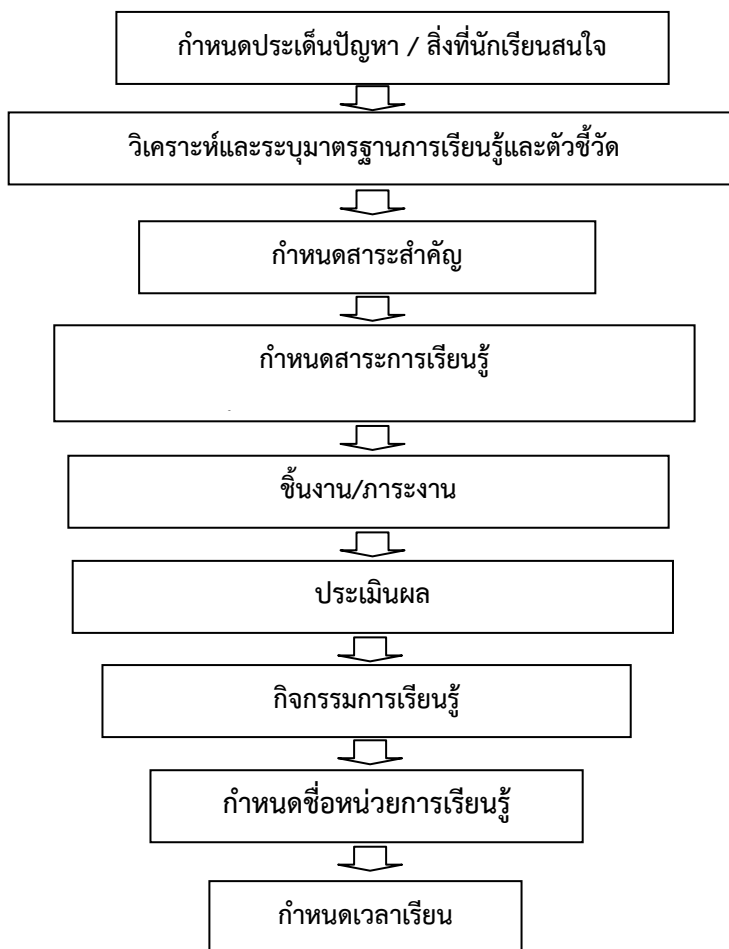 กำหนดประเด็นปัญหา / สิ่งที่นักเรียนสนใจ
วิเคราะห์และระบุมาตรฐานการเรียนรู้และตัวชี้วัด
กำหนดสาระสำคัญ
กำหนดสาระการเรียนรู้
ชิ้นงาน/ภาระงาน
ประเมินผล
กิจกรรมการเรียนรู้
กำหนดชื่อหน่วยการเรียนรู้
กำหนดเวลาเรียน